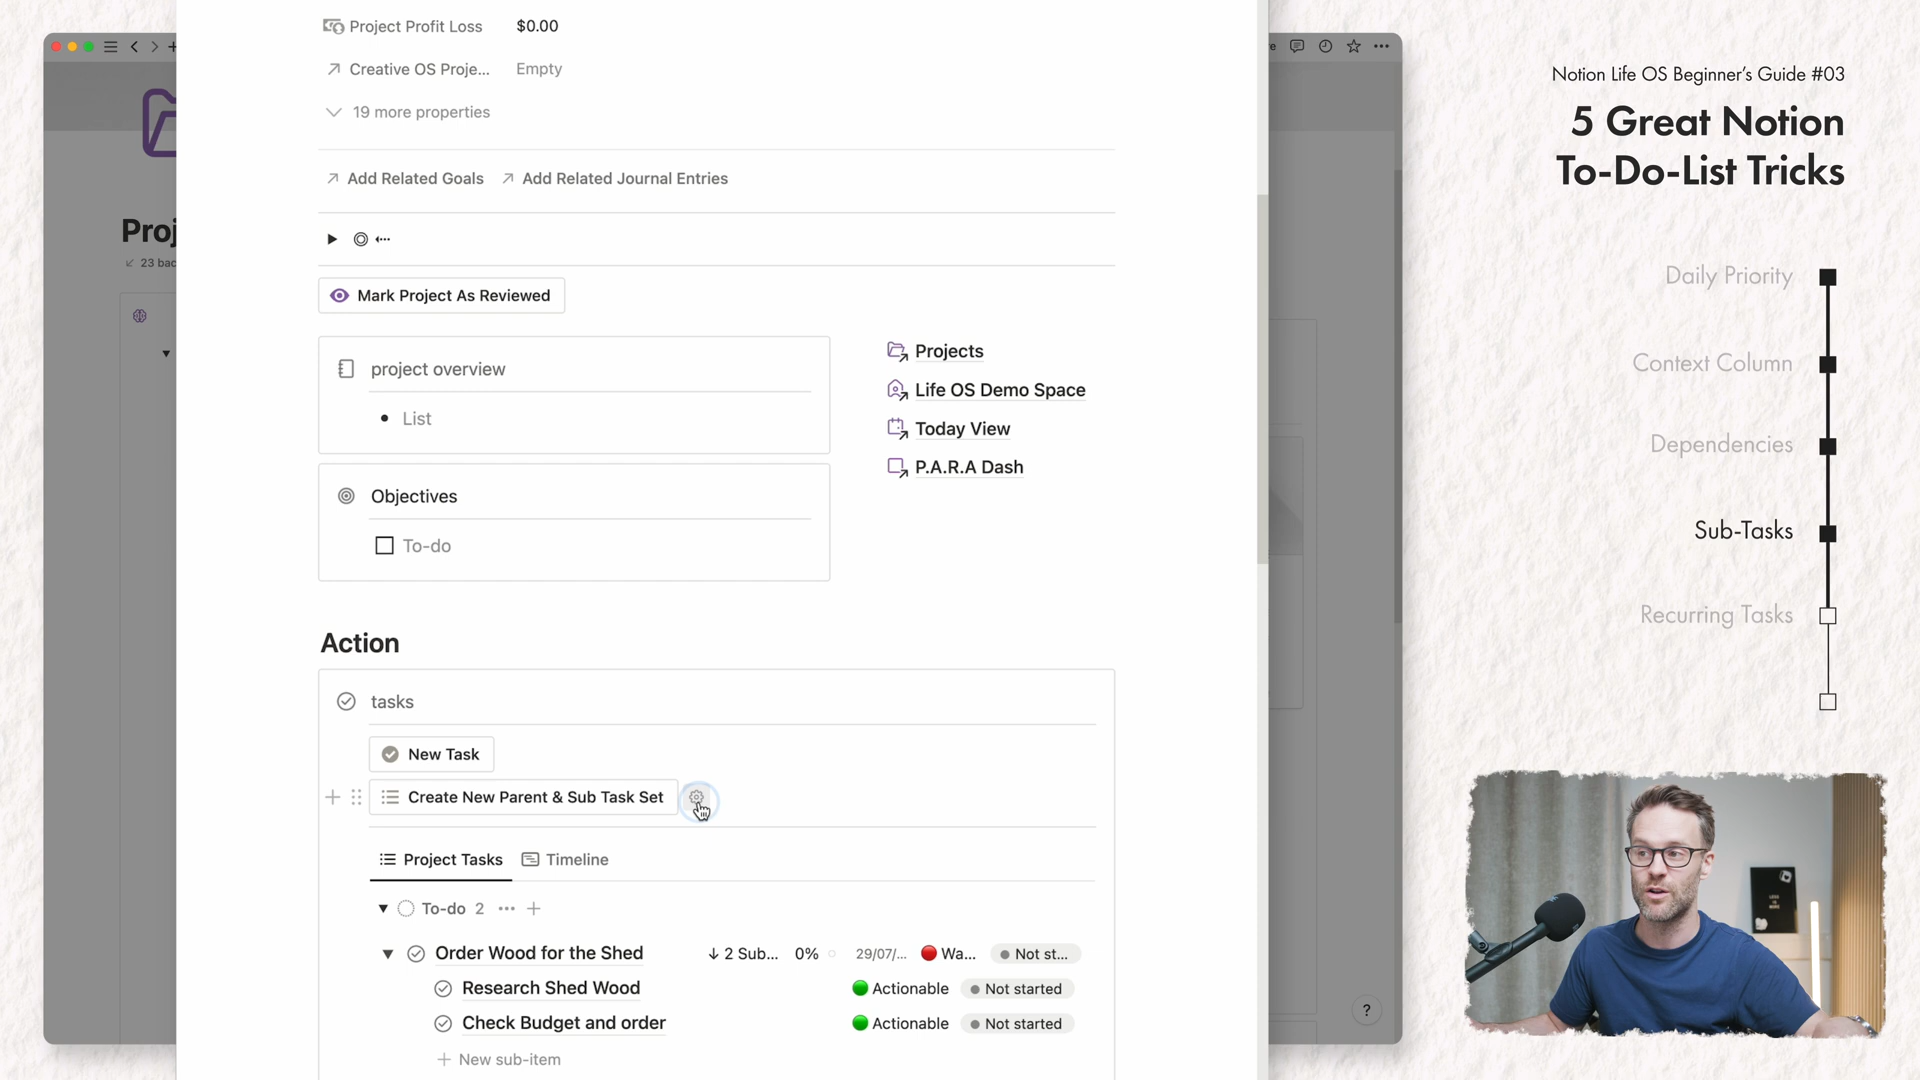 Project Profit Loss $0.00
Creative OS Proje... Empty
19 more properties
Add Related Goals Add Related Journal Entries
Mark Project As Reviewed
project overview
List
Objectives
To-do
Projects
Life OS Demo Space
Today View
P.A.R.A Dash
Action
tasks
New Task
Create New Parent & Sub Task Set
Project Tasks Timeline
To-do 2
Order Wood for the Shed 2 Sub... 0% 29/07/... Wa... Not st...
Research Shed Wood Actionable Not started
Check Budget and order Actionable Not started
New sub-item
Proj
23 bac
?
Notion Life OS Beginner's Guide #03
5 Great Notion
To-Do-List Tricks
Daily Priority
Context Column
Dependencies
Sub-Tasks
Recurring Tasks